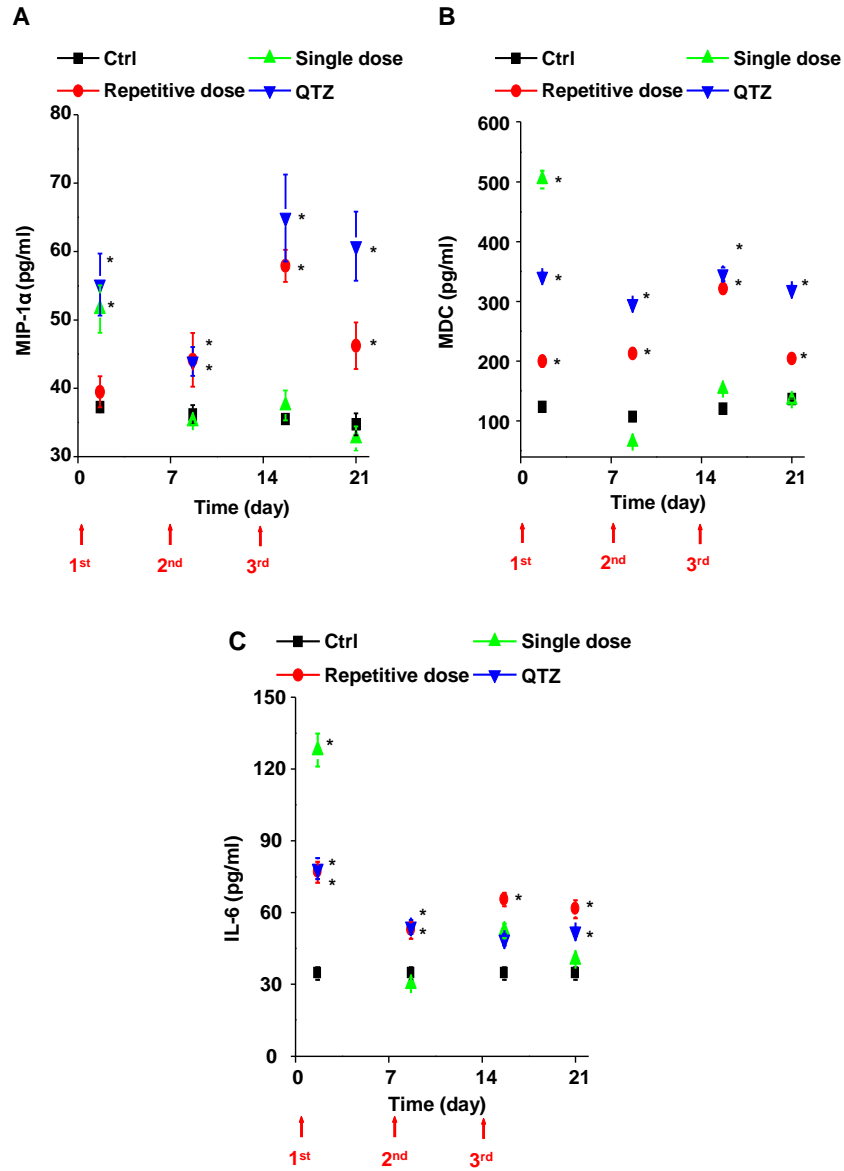 A
Ctrl
Single dose
Repetitive dose
QTZ
80
70
60
50
40
30
MIP-1α (pg/ml)
*
*
*
*
*
*
*
*
0 7 14 21
Time (day)
1st 2nd 3rd
B
Ctrl
Single dose
Repetitive dose
QTZ
600
500
400
300
200
100
MDC (pg/ml)
*
*
*
*
*
*
*
*
*
0 7 14 21
Time (day)
1st 2nd 3rd
C
Ctrl
Single dose
Repetitive dose
QTZ
150
120
90
60
30
0
IL-6 (pg/ml)
*
*
*
*
*
*
*
*
0 7 14 21
Time (day)
1st 2nd 3rd